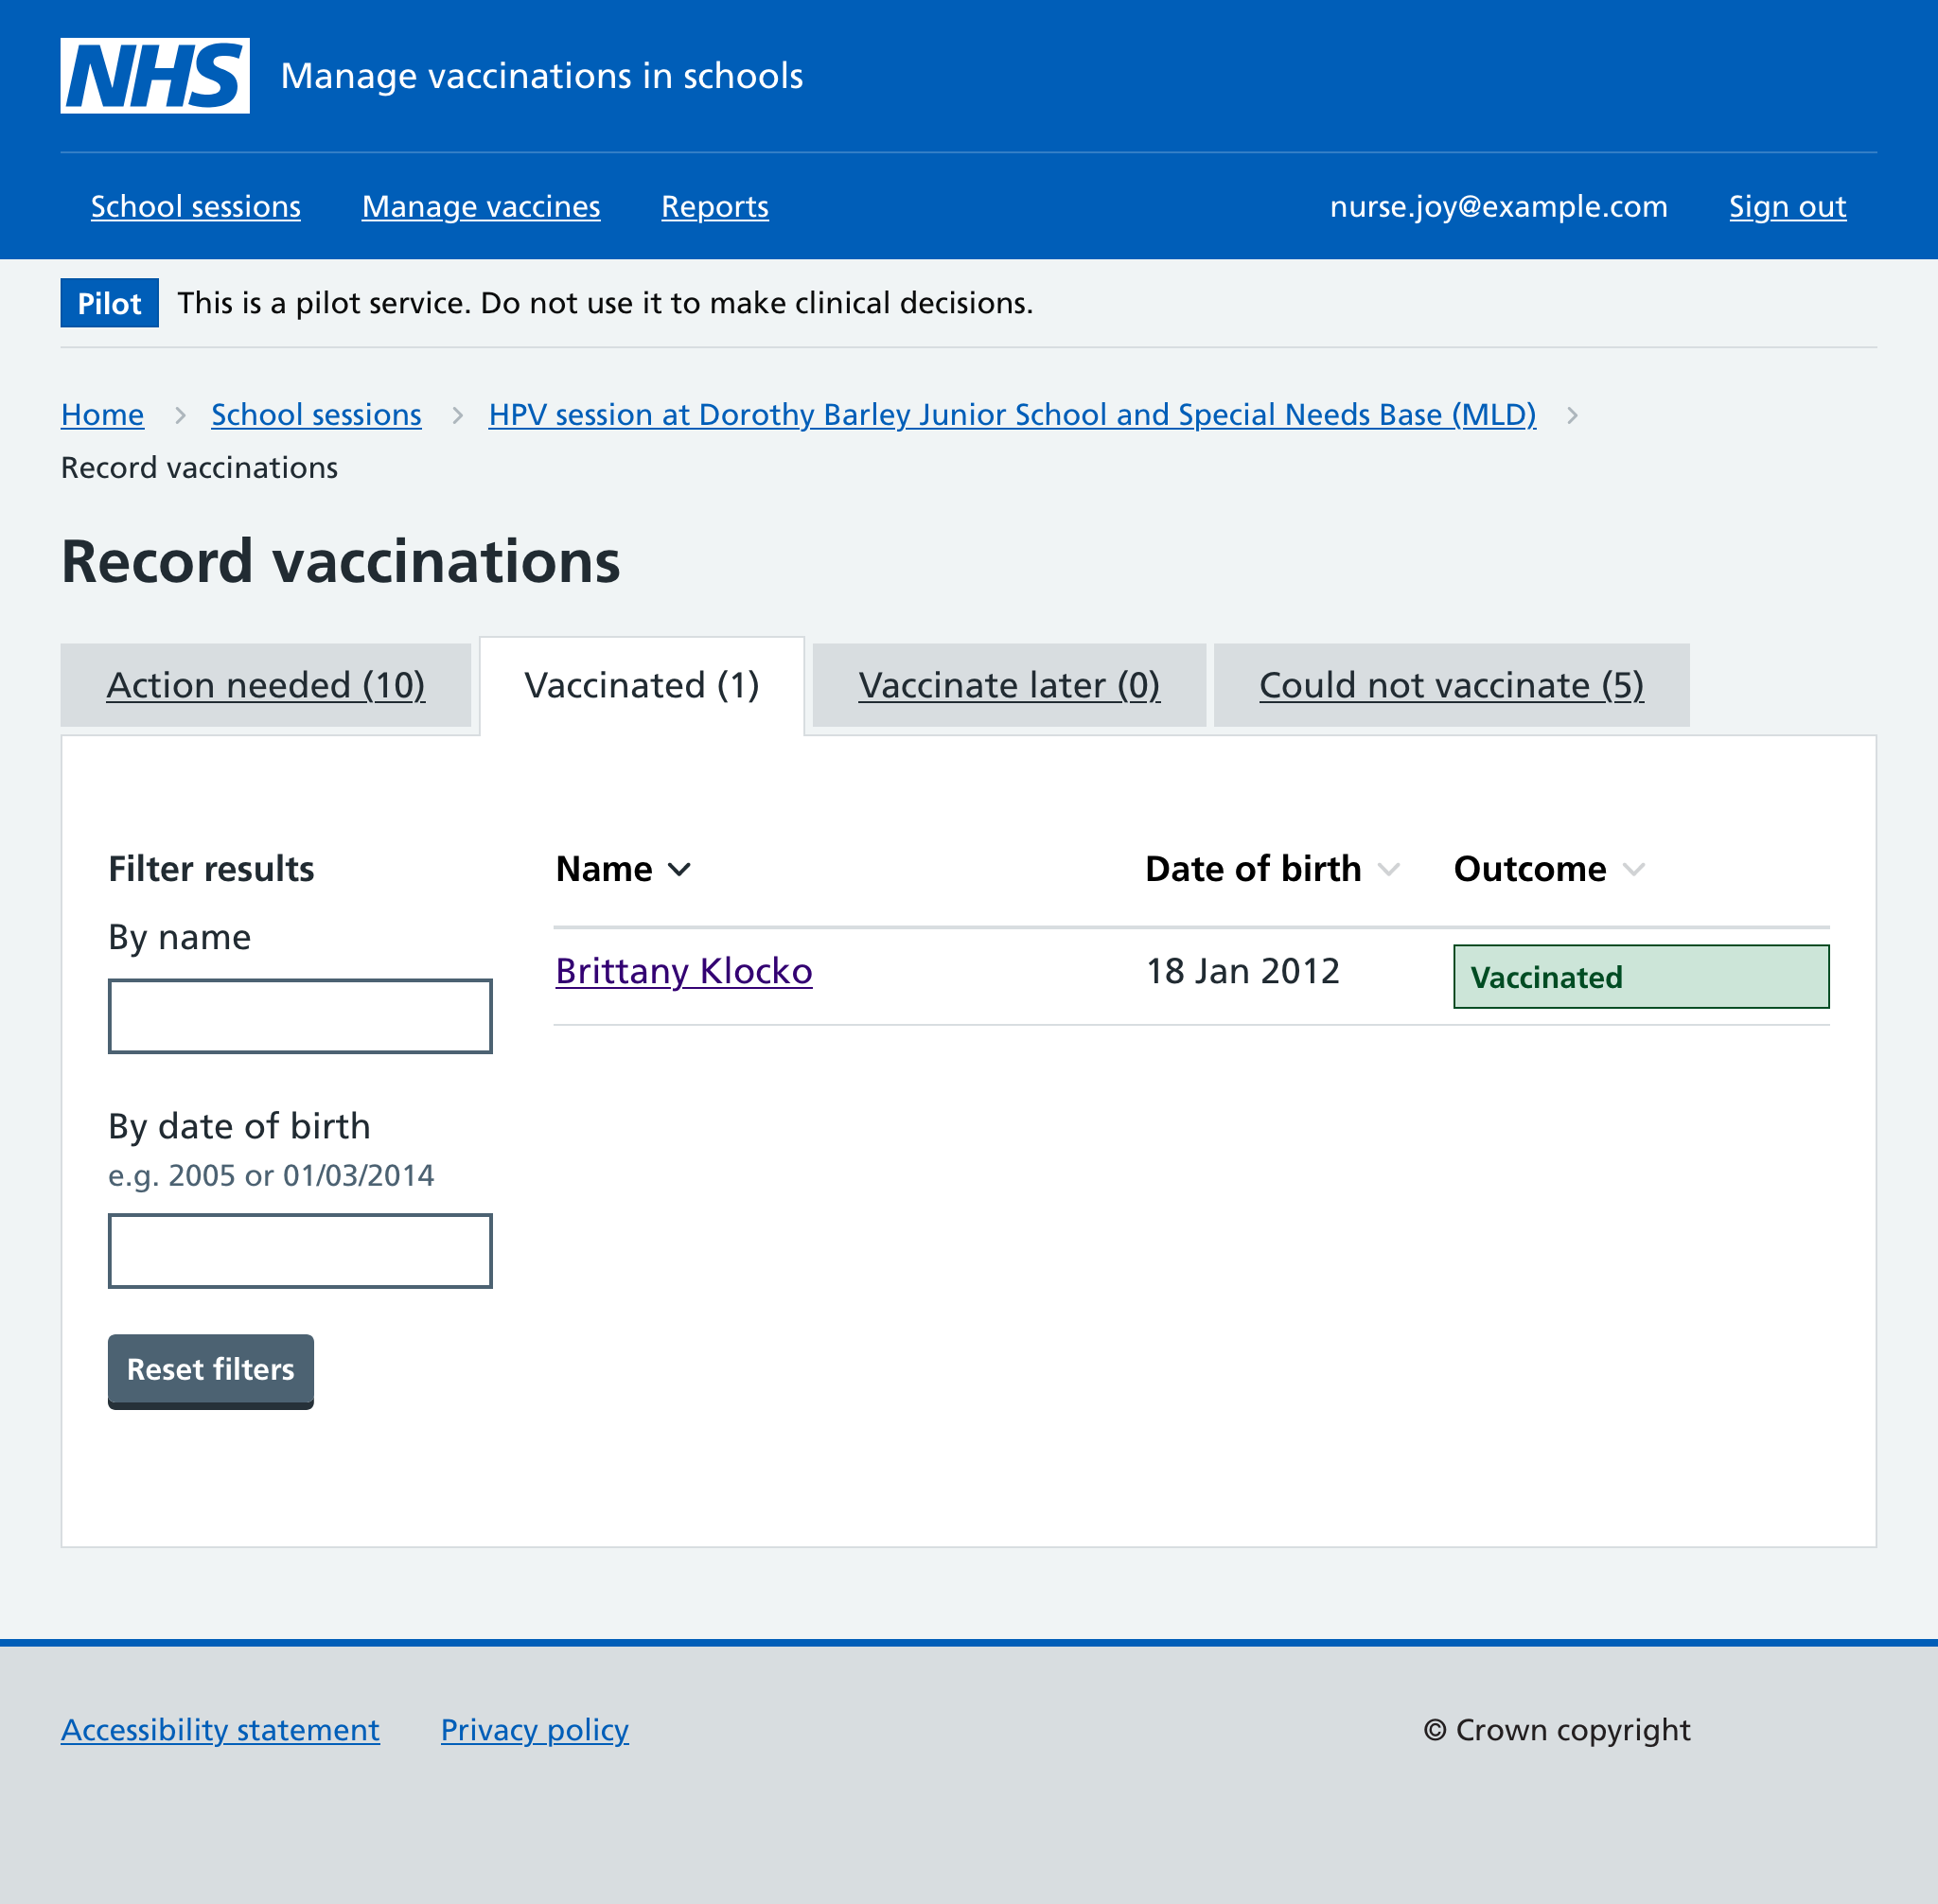 NHS Manage vaccinations in schools
School sessions Manage vaccines Reports nurse.joy@example.com Sign out
Pilot This is a pilot service. Do not use it to make clinical decisions.
Home School sessions HPV session at Dorothy Barley Junior School and Special Needs Base (MLD)
Record vaccinations
Record vaccinations
Action needed (10) Vaccinated (1) Vaccinate later (0) Could not vaccinate (5)
Filter results
By name
By date of birth
e.g. 2005 or 01/03/2014
Reset filters
Name Date of birth Outcome
Brittany Klocko 18 Jan 2012 Vaccinated
Accessibility statement Privacy policy © Crown copyright